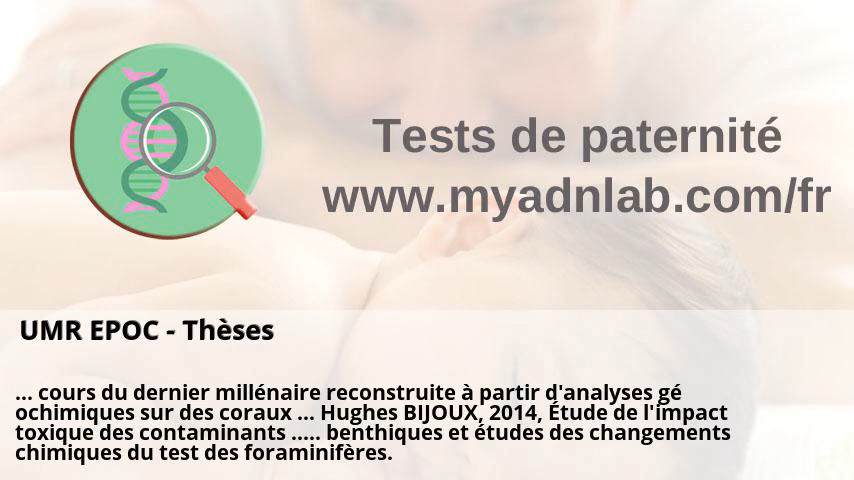 Tests de paternité
www.myadnlab.com/fr
UMR EPOC - Thèses
... cours du dernier millénaire reconstruite à partir d'analyses gé
ochimiques sur des coraux ... Hughes BIJOUX, 2014, Étude de l'impact
toxique des contaminants ..... benthiques et études des changements
chimiques du test des foraminifères.